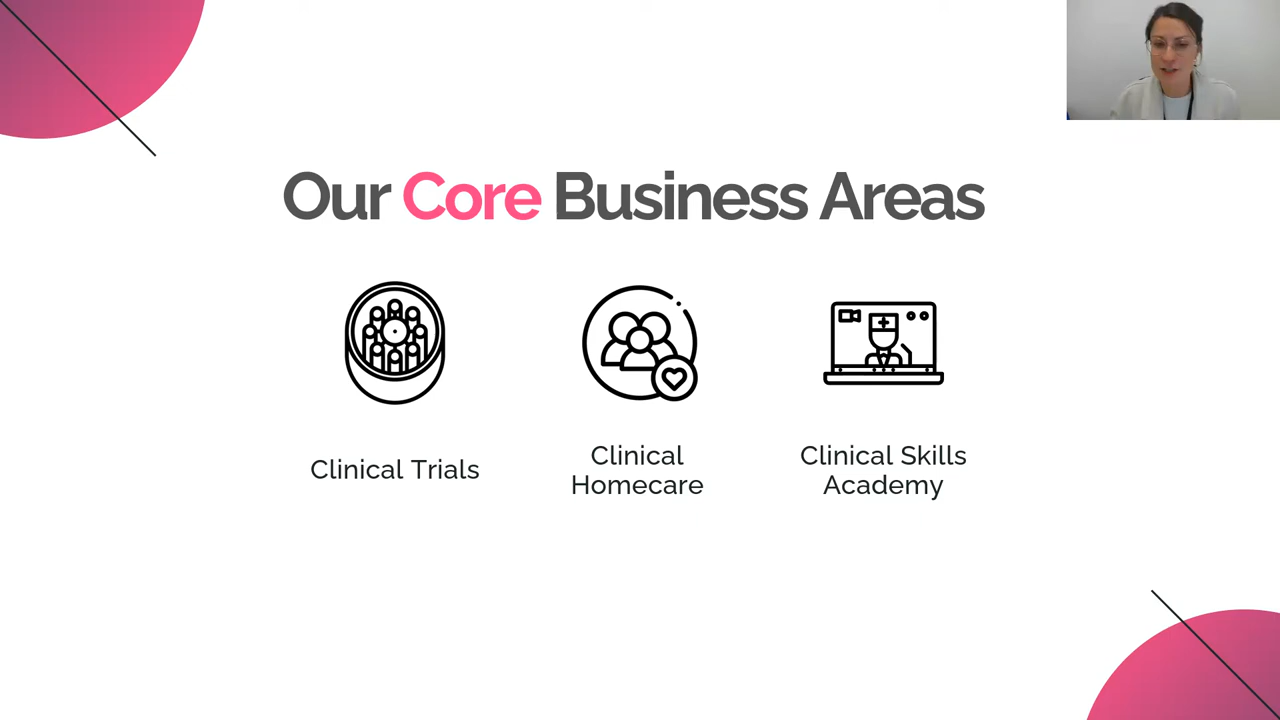 Our Core Business Areas
Clinical Trials
Clinical
Homecare
Clinical Skills
Academy